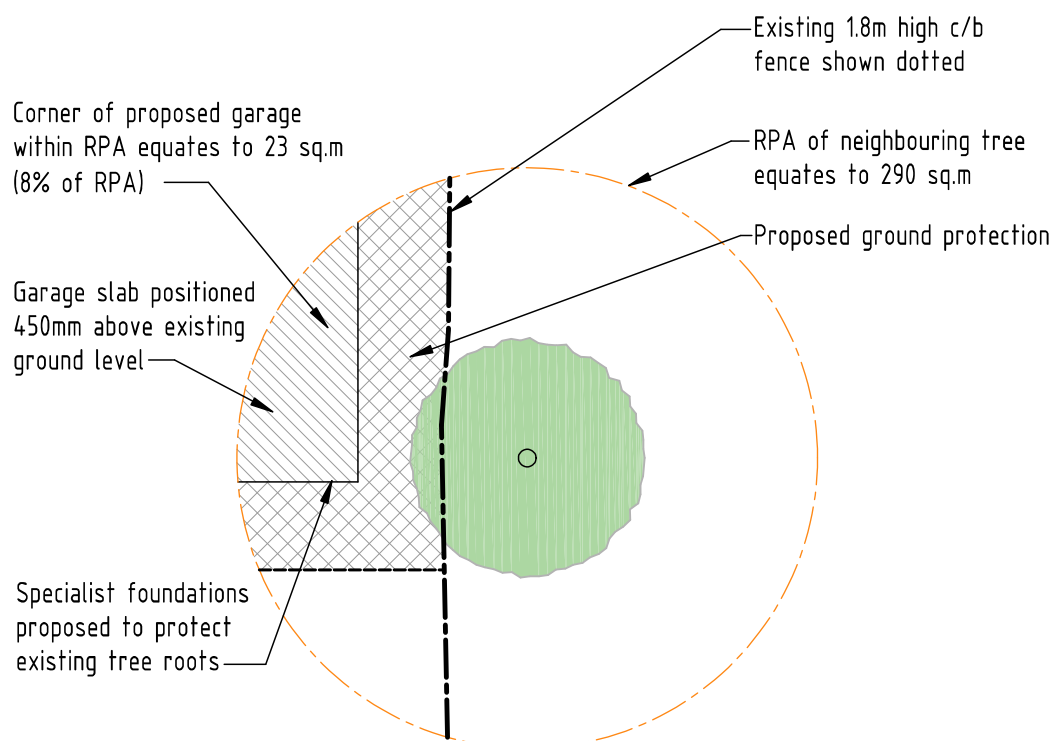 Existing 1.8m high c/b
fence shown dotted
Corner of proposed garage
within RPA equates to 23 sq.m
(8% of RPA)
RPA of neighbouring tree
equates to 290 sq.m
Proposed ground protection
Garage slab positioned
450mm above existing
ground level
Specialist foundations
proposed to protect
existing tree roots